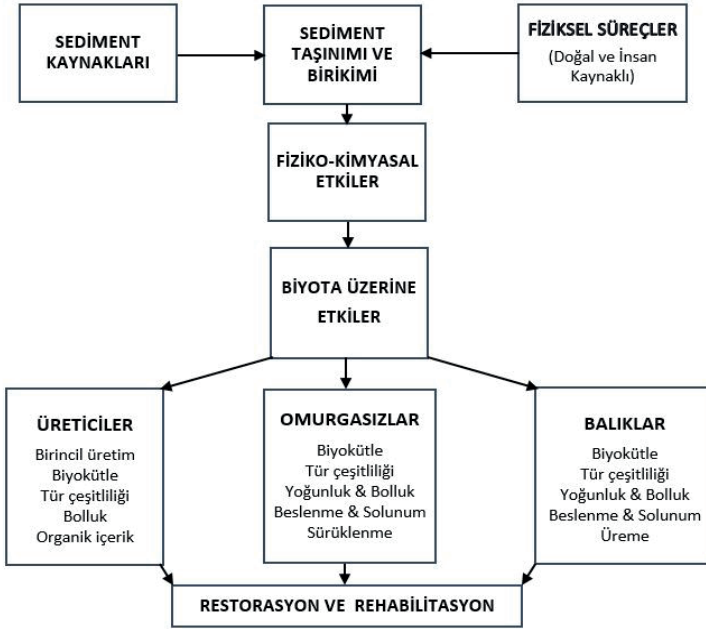 SEDİMENT
KAYNAKLARI
SEDİMENT
TAŞINIMI VE
BİRİKİMİ
FİZİKSEL SÜREÇLER
(Doğal ve İnsan
Kaynaklı)
FİZİKO-KİMYASAL
ETKİLER
BİYOTA ÜZERİNE
ETKİLER
ÜRETİCİLER
Birincil üretim
Biyokütle
Tür çeşitliliği
Bolluk
Organik içerik
OMURGASIZLAR
Biyokütle
Tür çeşitliliği
Yoğunluk & Bolluk
Beslenme & Solunum
Sürüklenme
BALIKLAR
Biyokütle
Tür çeşitliliği
Yoğunluk & Bolluk
Beslenme & Solunum
Üreme
RESTORASYON VE REHABILITASYON